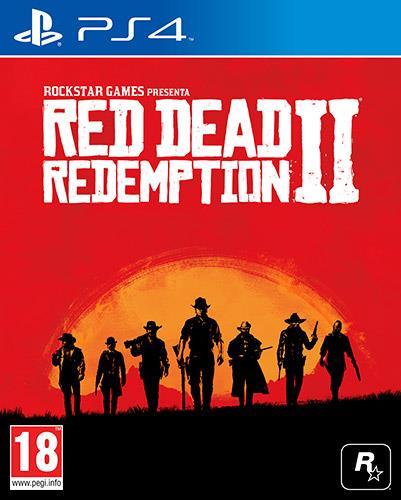 PS4
ROCKSTAR GAMES PRESENTA
RED DEAD
REDEMPTION II
18
www.pegi.info
R